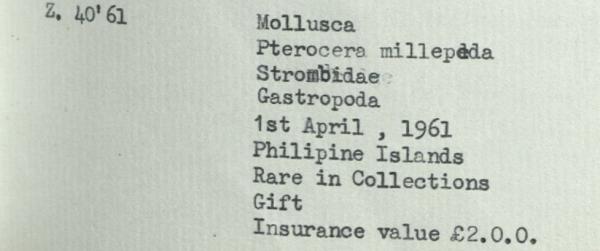 Z. 40'61
Mollusca
Pterocera millepeda
Strombidae
Gastropoda
1st April , 1961
Philipine Islands
Rare in Collections
Gift
Insurance value £2.0.0.